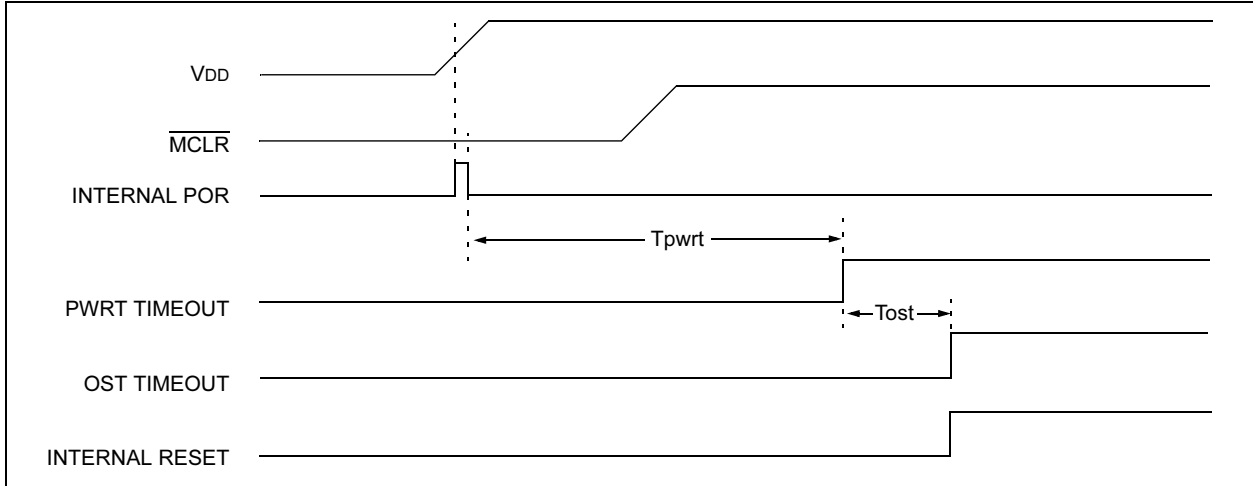 VDD
MCLR
INTERNAL POR
Tpwrt
PWRT TIMEOUT
Tost
OST TIMEOUT
INTERNAL RESET